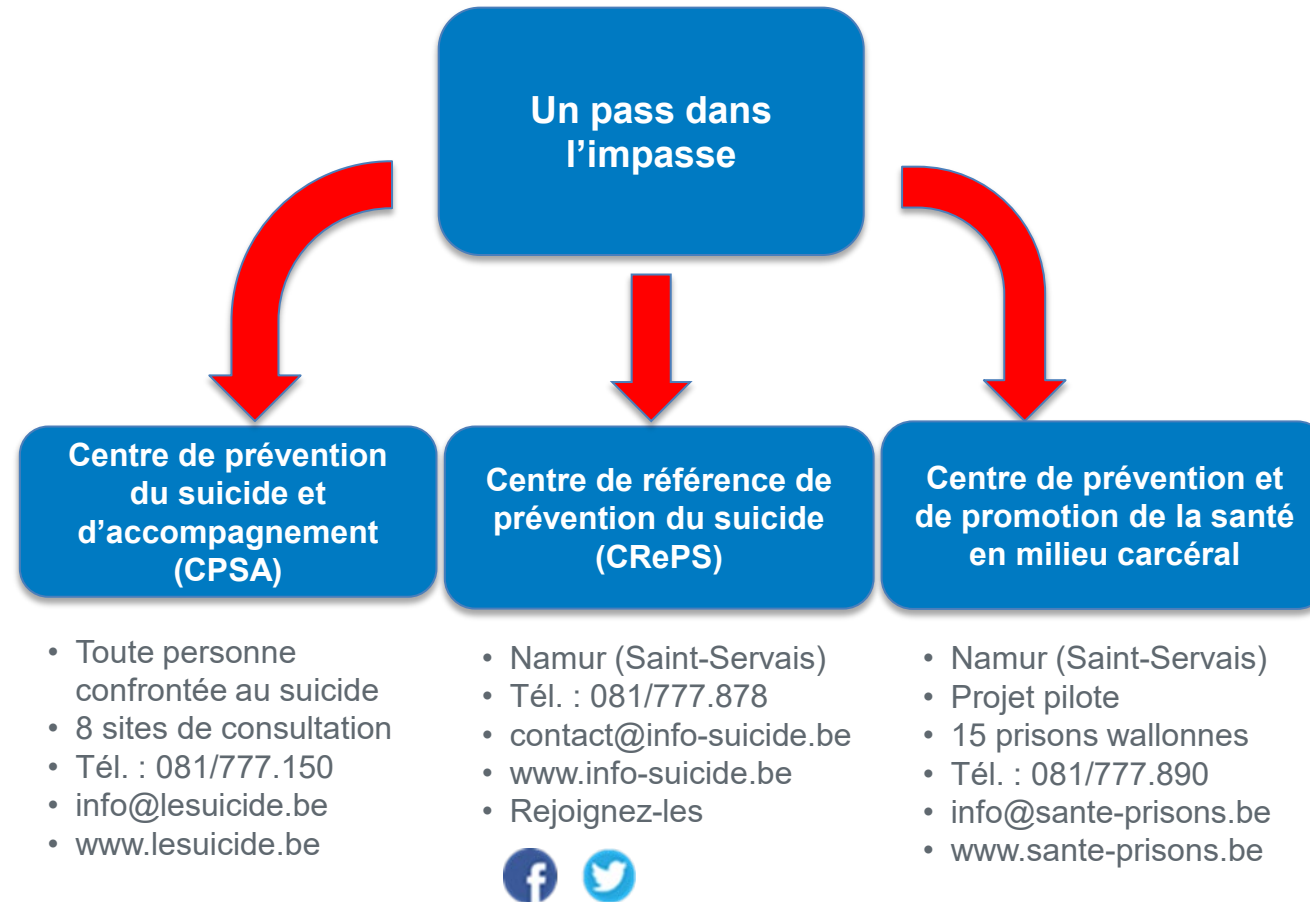 Un pass dans
l'impasse
Centre de prévention
du suicide et
d'accompagnement
(CPSA)
• Toute personne
confrontée au suicide
• 8 sites de consultation
• Tél. : 081/777.150
• info@lesuicide.be
• www.lesuicide.be
Centre de référence de
prévention du suicide
(CRePS)
• Namur (Saint-Servais)
• Tél. : 081/777.878
• contact@info-suicide.be
• www.info-suicide.be
• Rejoignez-les
Centre de prévention et
de promotion de la santé
en milieu carcéral
• Namur (Saint-Servais)
• Projet pilote
• 15 prisons wallonnes
• Tél. : 081/777.890
• info@sante-prisons.be
• www.sante-prisons.be